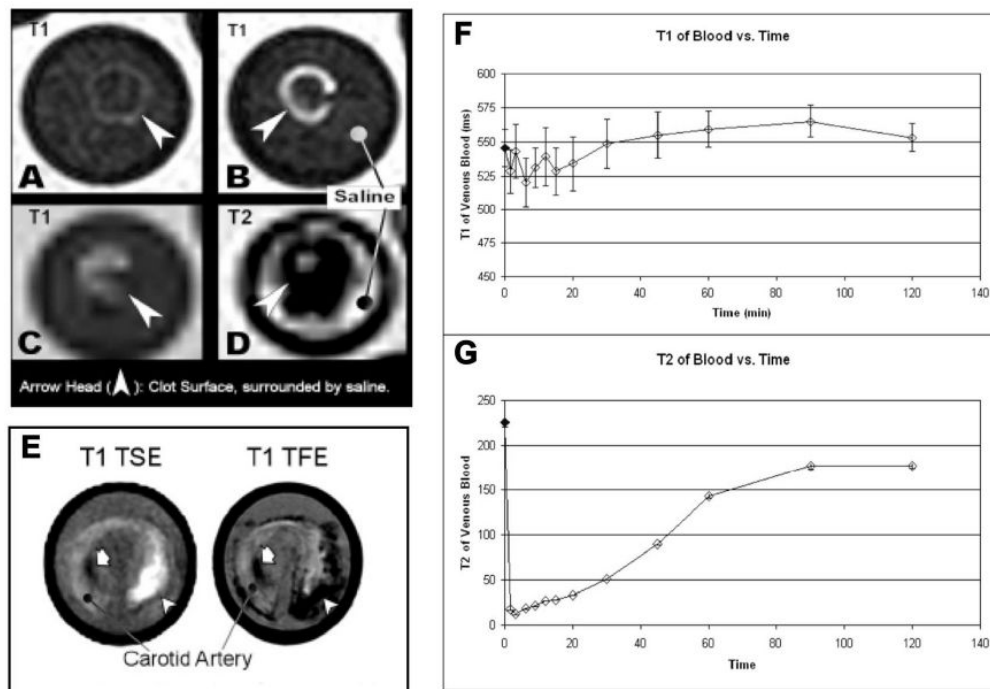 T1
T1
A
B
Saline
T1
T2
C
D
Arrow Head ( ): Clot Surface, surrounded by saline.
E
T1 TSE
T1 TFE
Carotid Artery
F
T1 of Blood vs. Time
T1 of Venous Blood (ms)
600
575
550
525
500
475
450
0
20
40
60
80
100
120
140
Time (min)
G
T2 of Blood vs. Time
T2 of Venous Blood
250
200
150
100
50
0
0
20
40
60
80
100
120
140
Time